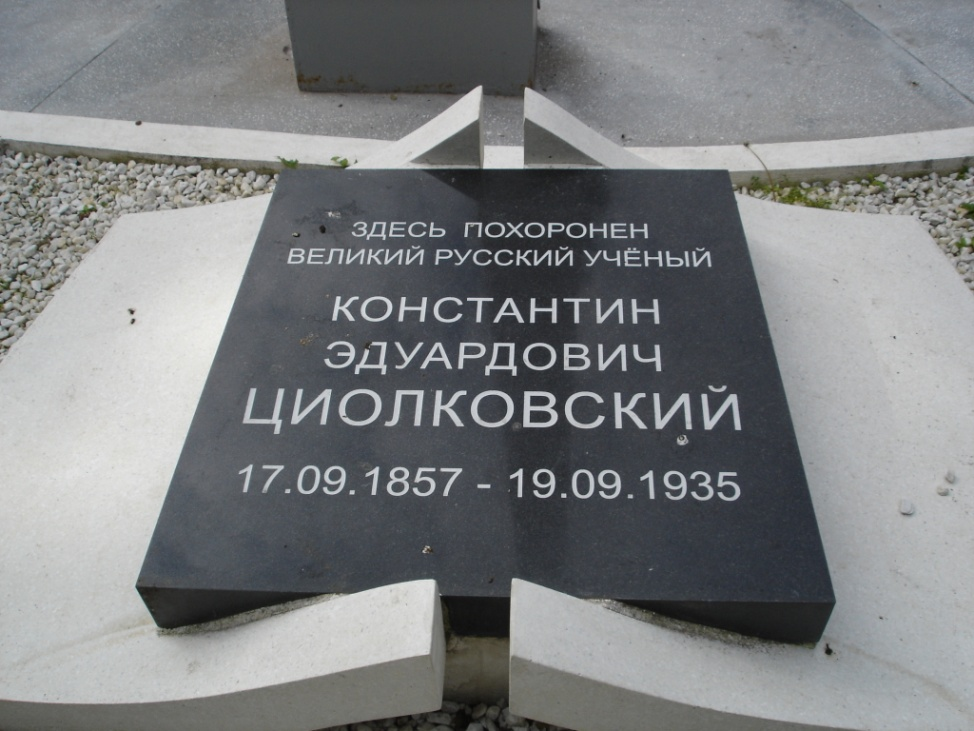 ЗДЕСЬ ПОХОРОНЕН
ВЕЛИКИЙ РУССКИЙ УЧЁНЫЙ
КОНСТАНТИН
ЭДУАРДОВИЧ
ЦИОЛКОВСКИЙ
17.09.1857 - 19.09.1935